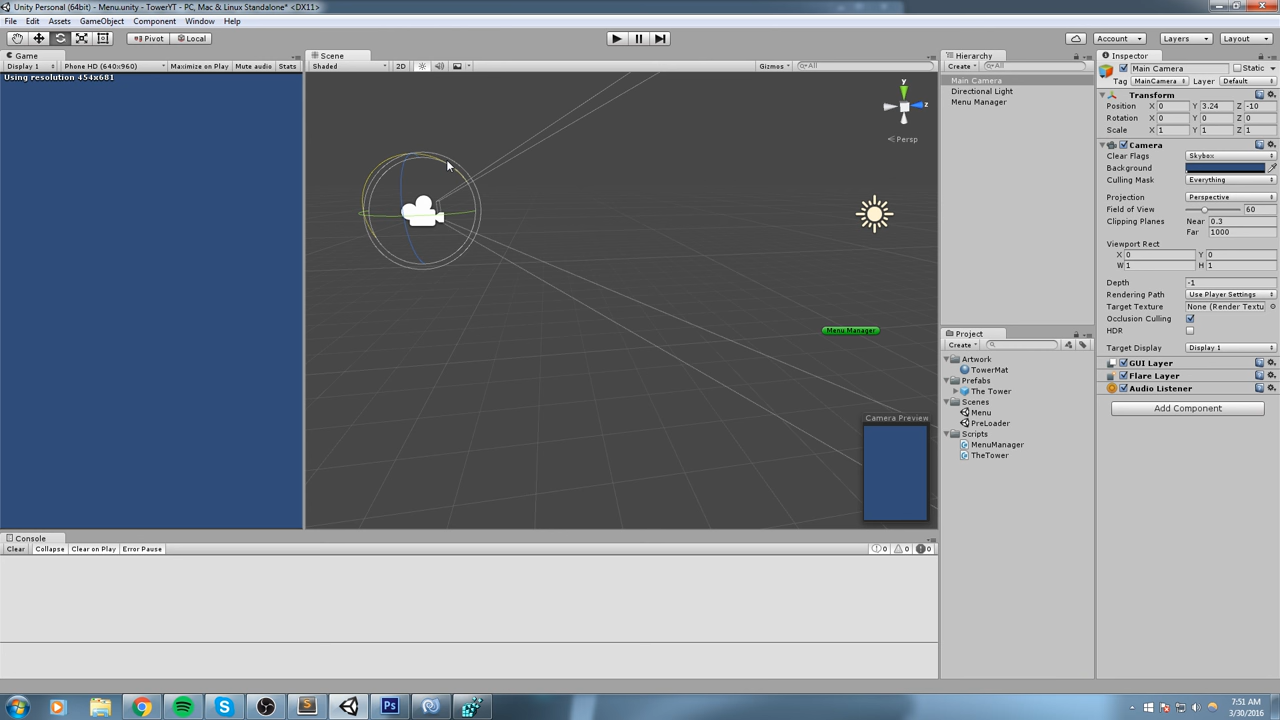 Unity Personal (64bit) - Menu.unity - TowerYT - PC, Mac & Linux Standalone* <DX11>
File Edit Assets GameObject Component Window Help
Pivot Local Account Layers Layout
Game Scene Hierarchy Inspector
Display 1 Phone HD (640x960) Maximize on Play Mute audio Stats Shaded 2D Gizmos All Create All Main Camera Static
Using resolution 454x681
Tag MainCamera Layer Default
Main Camera
Directional Light
Menu Manager
y
z
Persp
Menu Manager
Camera Preview
Transform
Position X 0 Y 3.24 Z -10
Rotation X 0 Y 0 Z 0
Scale X 1 Y 1 Z 1
Camera
Clear Flags Skybox
Background
Culling Mask Everything
Projection Perspective
Field of View 60
Clipping Planes Near 0.3
Far 1000
Viewport Rect
X 0 Y 0
W 1 H 1
Depth -1
Rendering Path Use Player Settings
Target Texture None (Render Textu
Occlusion Culling
HDR
Target Display Display 1
GUI Layer
Flare Layer
Audio Listener
Add Component
Project
Create
Artwork
TowerMat
Prefabs
The Tower
Scenes
Menu
PreLoader
Scripts
MenuManager
TheTower
Console
Clear Collapse Clear on Play Error Pause 0 0 0
7:51 AM
3/30/2016